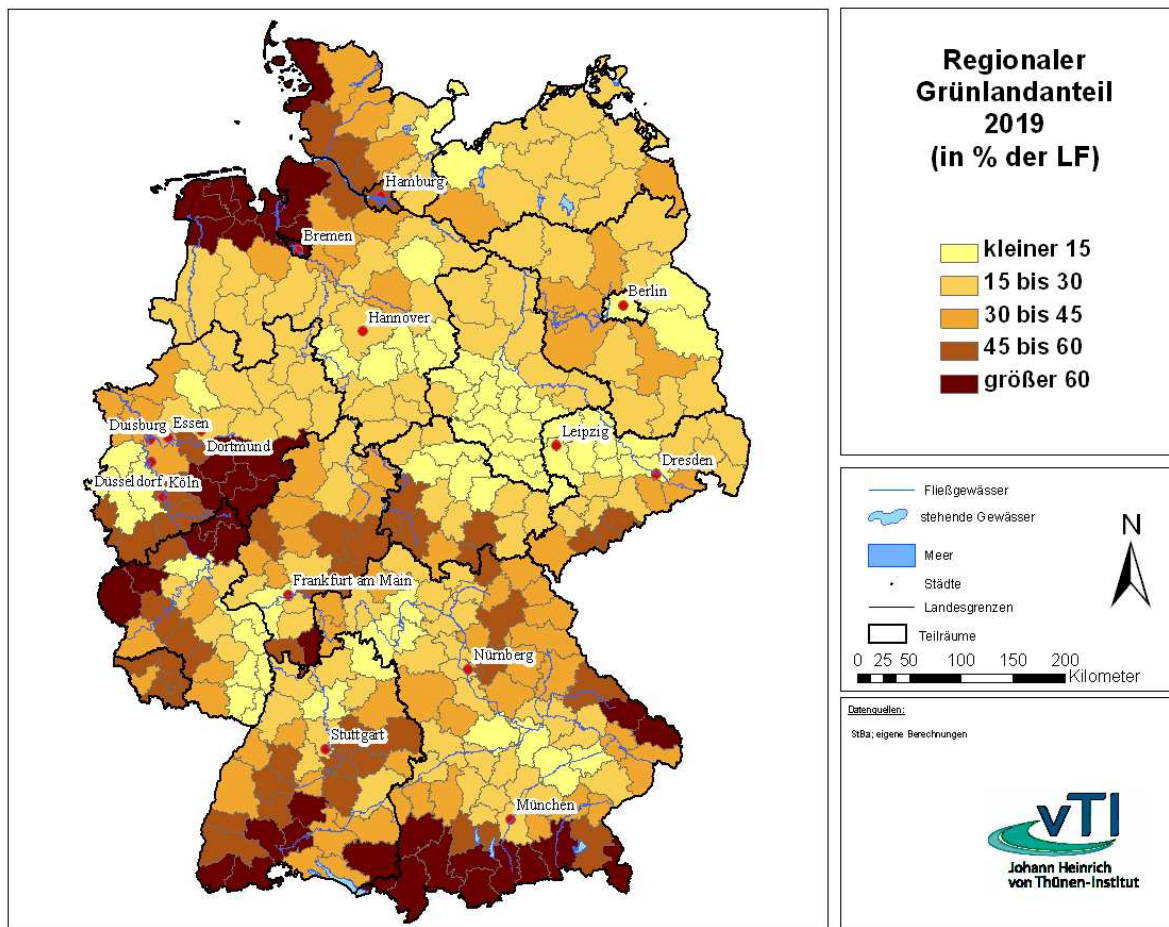 Regionaler
Grünlandanteil
2019
(in % der LF)
kleiner 15
15 bis 30
30 bis 45
45 bis 60
größer 60
Hamburg
Bremen
Berlin
Hannover
Duisburg
Essen
Dortmund
Leipzig
Düsseldorf
Köln
Dresden
Frankfurt am Main
Nürnberg
Stuttgart
München
Fließgewässer
stehende Gewässer
Meer
Städte
Landesgrenzen
Teilräume
N
0 25 50 100 150 200
Kilometer
Datenquellen:
StBa; eigene Berechnungen
vTI
Johann Heinrich
von Thünen-Institut